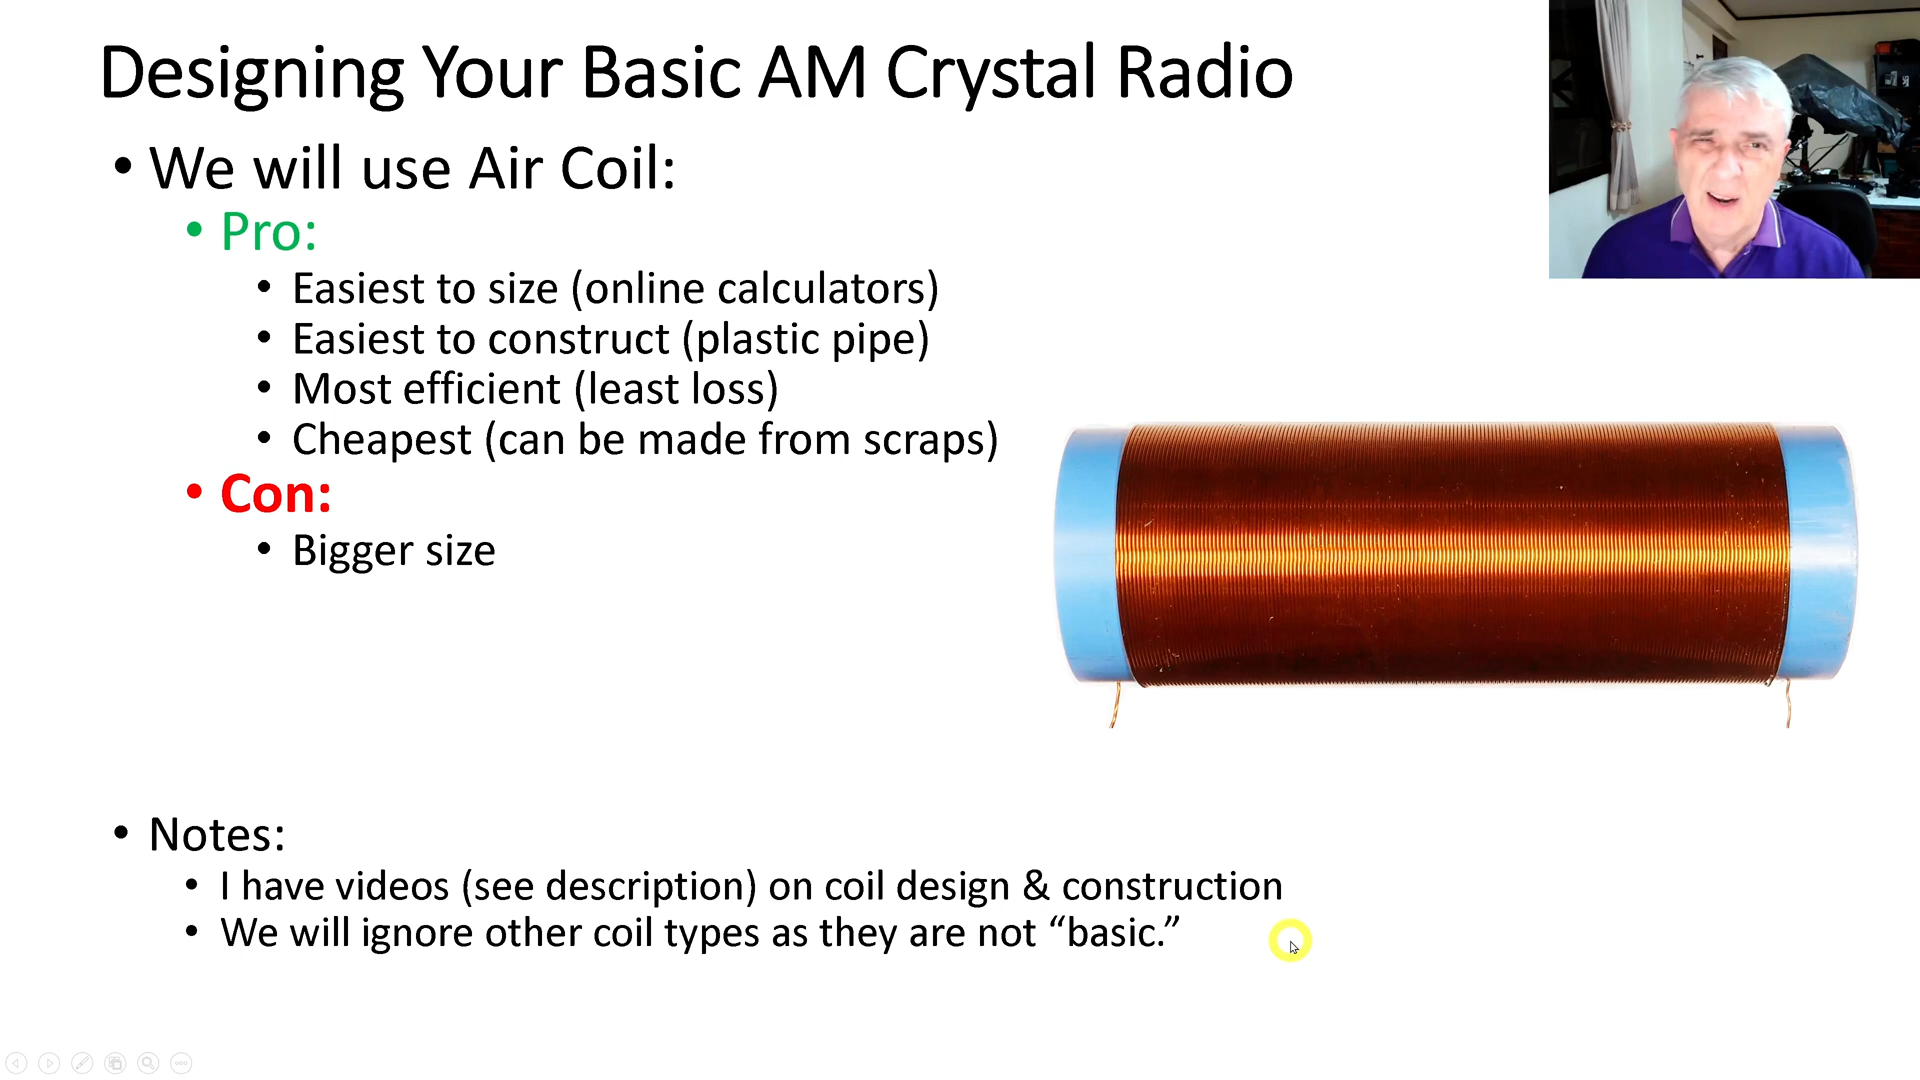 Designing Your Basic AM Crystal Radio
• We will use Air Coil:
• Pro:
• Easiest to size (online calculators)
• Easiest to construct (plastic pipe)
• Most efficient (least loss)
• Cheapest (can be made from scraps)
• Con:
• Bigger size
• Notes:
• I have videos (see description) on coil design & construction
• We will ignore other coil types as they are not “basic.”